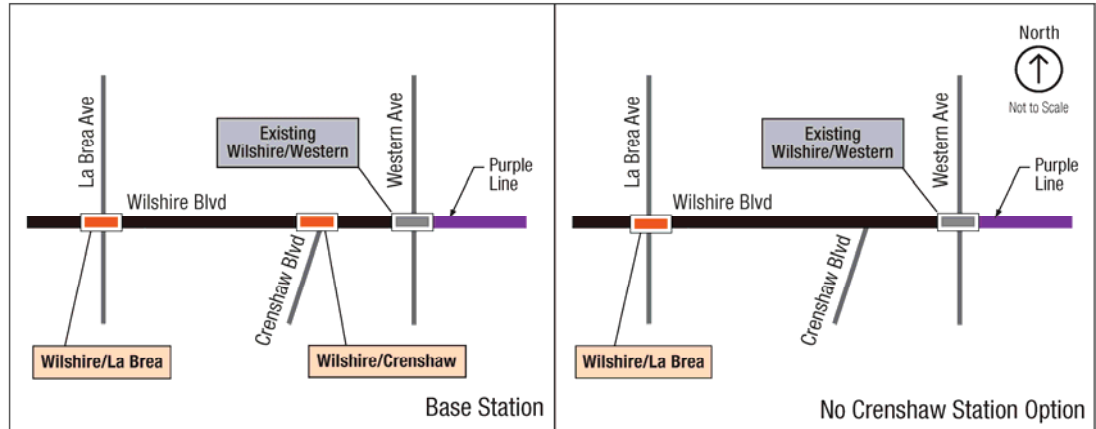 La Brea Ave
Existing
Wilshire/Western
Western Ave
Purple
Line
Wilshire Blvd
Crenshaw Blvd
Wilshire/La Brea
Wilshire/Crenshaw
Base Station
North
Not to Scale
La Brea Ave
Existing
Wilshire/Western
Western Ave
Purple
Line
Wilshire Blvd
Crenshaw Blvd
Wilshire/La Brea
No Crenshaw Station Option